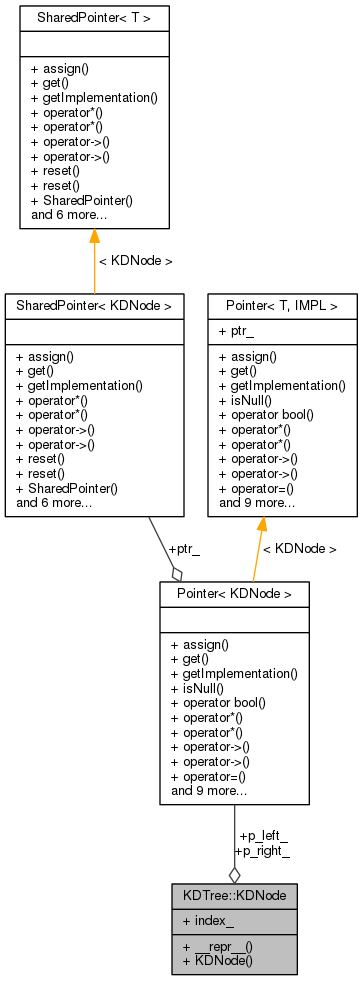 SharedPointer< T >
+ assign()
+ get()
+ getImplementation()
+ operator*()
+ operator*()
+ operator->()
+ operator->()
+ reset()
+ reset()
+ SharedPointer()
and 6 more...
< KDNode >
SharedPointer< KDNode >
+ assign()
+ get()
+ getImplementation()
+ operator*()
+ operator*()
+ operator->()
+ operator->()
+ reset()
+ reset()
+ SharedPointer()
and 6 more...
Pointer< T, IMPL >
+ ptr_
+ assign()
+ get()
+ getImplementation()
+ isNull()
+ operator bool()
+ operator*()
+ operator*()
+ operator->()
+ operator->()
+ operator=()
and 9 more...
+ptr_
< KDNode >
Pointer< KDNode >
+ assign()
+ get()
+ getImplementation()
+ isNull()
+ operator bool()
+ operator*()
+ operator*()
+ operator->()
+ operator->()
+ operator=()
and 9 more...
+p_left_
+p_right_
KDTree::KDNode
+ index_
+ __repr__()
+ KDNode()